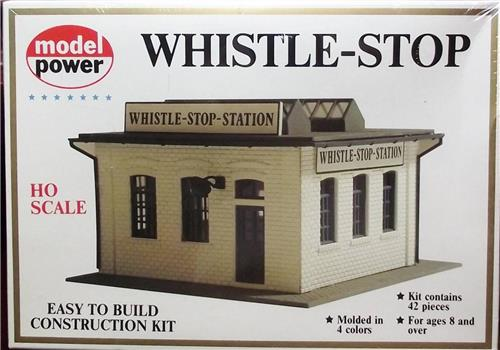 model
power
WHISTLE-STOP
WHISTLE-STOP-STATION
WHISTLE-STOP-STATION
HO
SCALE
EASY TO BUILD
CONSTRUCTION KIT
★ Molded in
4 colors
★ Kit contains
42 pieces
★ For ages 8 and
over